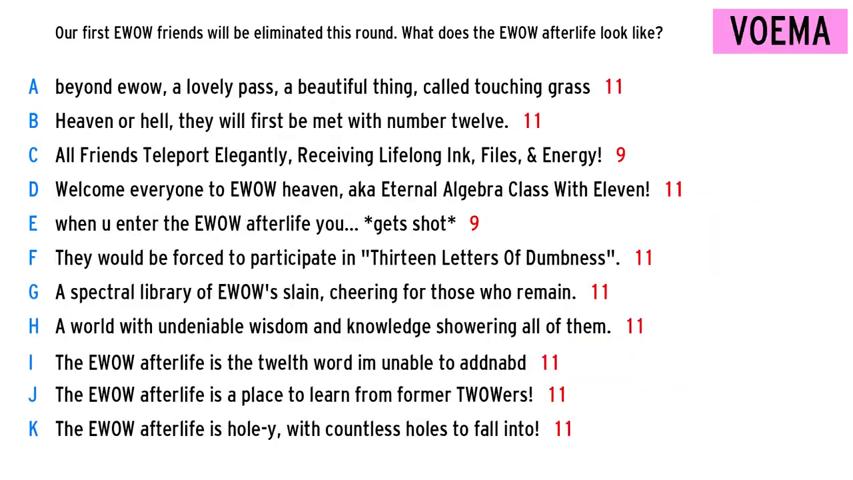 Our first EWOW friends will be eliminated this round. What does the EWOW afterlife look like?
VOEMA
A beyond ewow, a lovely pass, a beautiful thing, called touching grass 11
B Heaven or hell, they will first be met with number twelve. 11
C All Friends Teleport Elegantly, Receiving Lifelong Ink, Files, & Energy! 9
D Welcome everyone to EWOW heaven, aka Eternal Algebra Class With Eleven! 11
E when u enter the EWOW afterlife you... *gets shot* 9
F They would be forced to participate in "Thirteen Letters Of Dumbness". 11
G A spectral library of EWOW's slain, cheering for those who remain. 11
H A world with undeniable wisdom and knowledge showering all of them. 11
I The EWOW afterlife is the twelth word im unable to addnabd 11
J The EWOW afterlife is a place to learn from former TWOWers! 11
K The EWOW afterlife is hole-y, with countless holes to fall into! 11